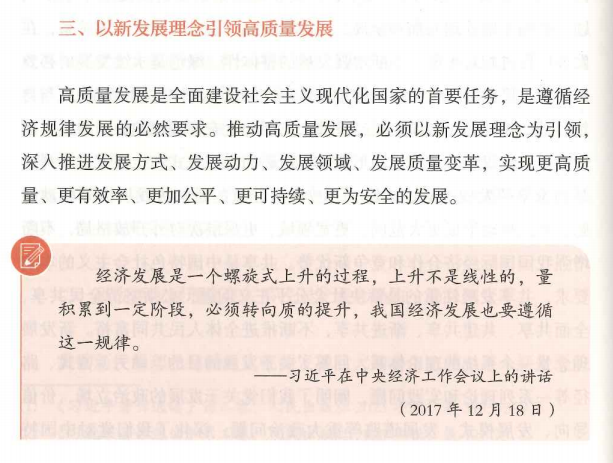 三、以新发展理念引领高质量发展
高质量发展是全面建设社会主义现代化国家的首要任务，是遵循经
济规律发展的必然要求。推动高质量发展，必须以新发展理念为引领，
深入推进发展方式、发展动力、发展领域、发展质量变革，实现更高质
量、更有效率、更加公平、更可持续、更为安全的发展。
经济发展是一个螺旋式上升的过程，上升不是线性的，量
积累到一定阶段，必须转向质的提升，我国经济发展也要遵循
这一规律。
——习近平在中央经济工作会议上的讲话
（2017 年 12 月 18 日）